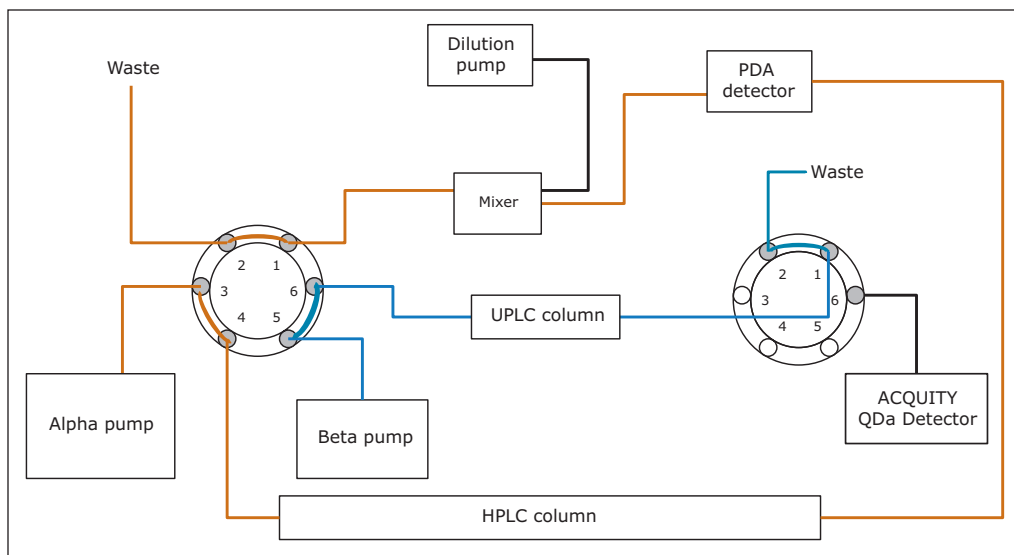 Dilution
pump
PDA
detector
Waste
Mixer
Waste
2 1
3 6
4 5
2 1
3 6
4 5
UPLC column
Alpha pump
Beta pump
ACQUITY
QDa Detector
HPLC column